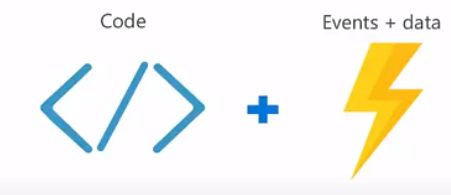 Code
Events + data